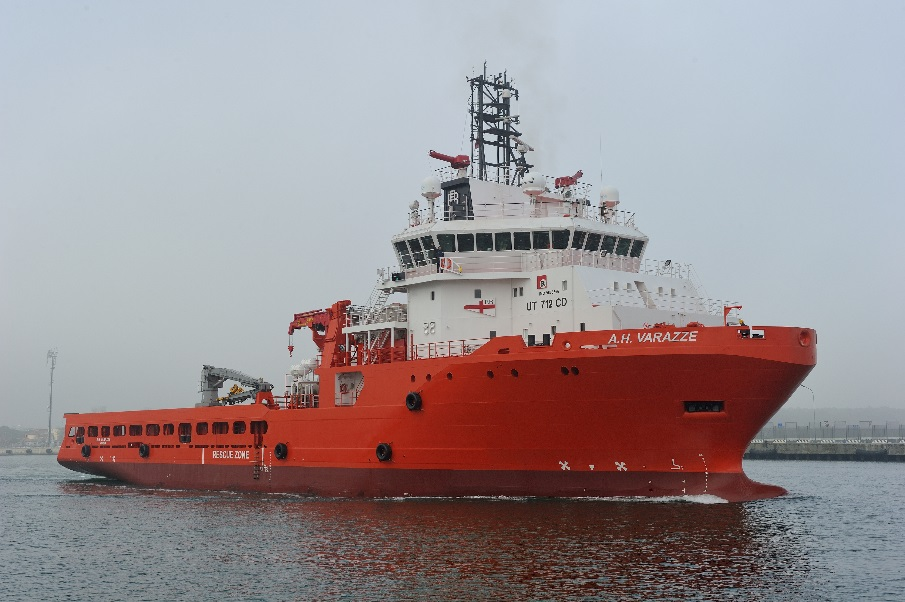 UT 712 CD
A.H. VARAZZE
RESCUE ZONE